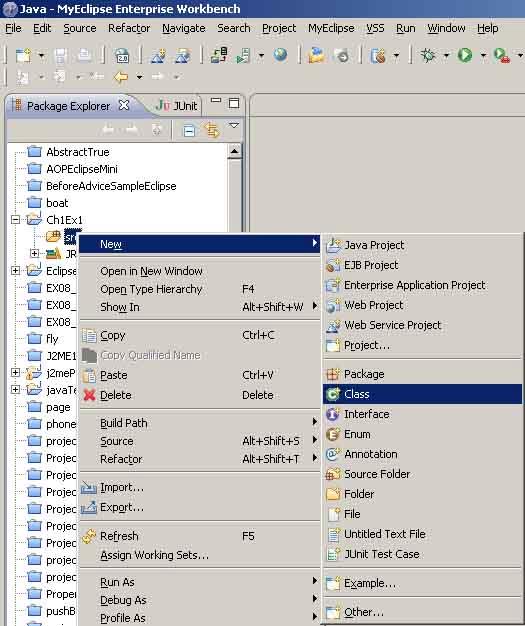 Java - MyEclipse Enterprise Workbench
File Edit Source Refactor Navigate Search Project MyEclipse VSS Run Window Help
Package Explorer JUnit
AbstractTrue
AOPEclipseMini
BeforeAdviceSampleEclipse
boat
Ch1Ex1
src
JR
Eclipse
EX08_
EX08_
EX08_
fly
J2ME1
j2meP
javaTe
page
phone
projec
projec
Projec
Projec
Projec
Projec
Projec
projec
projec
Proper
pushB
New
Open in New Window
Open Type Hierarchy F4
Show In Alt+Shift+W
Copy Ctrl+C
Copy Qualified Name
Paste Ctrl+V
Delete Delete
Build Path
Source Alt+Shift+S
Refactor Alt+Shift+T
Import...
Export...
Refresh F5
Assign Working Sets...
Run As
Debug As
Profile As
Java Project
EJB Project
Enterprise Application Project
Web Project
Web Service Project
Project...
Package
Class
Interface
Enum
Annotation
Source Folder
Folder
File
Untitled Text File
JUnit Test Case
Example...
Other...